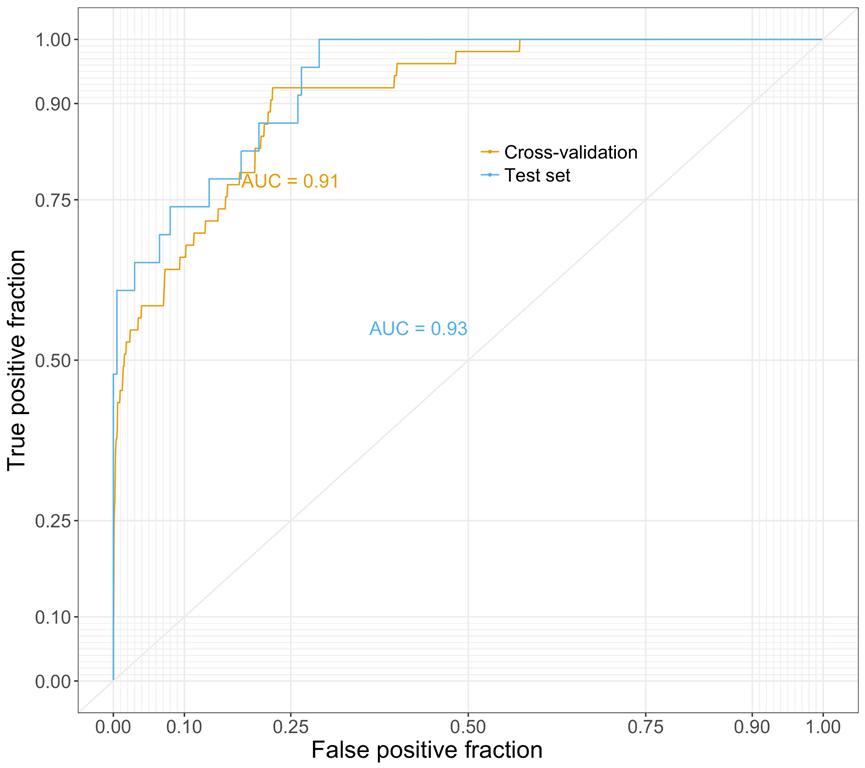 1.00
0.90
0.75
0.50
0.25
0.10
0.00
True positive fraction
Cross-validation
Test set
AUC = 0.91
AUC = 0.93
0.00 0.10 0.25 0.50 0.75 0.90 1.00
False positive fraction